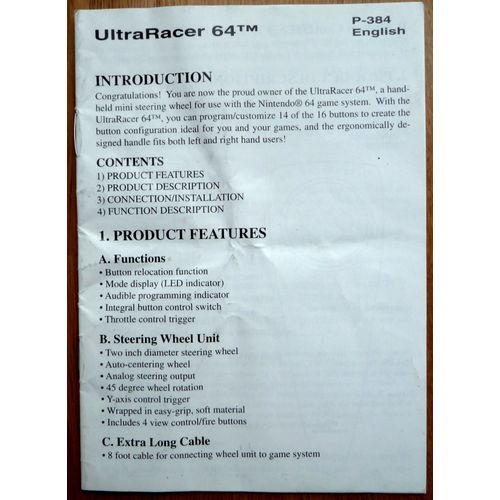 UltraRacer 64™
P-384
English
INTRODUCTION
Congratulations! You are now the proud owner of the UltraRacer 64™, a hand-
held mini steering wheel for use with the Nintendo® 64 game system. With the
UltraRacer 64™, you can program/customize 14 of the 16 buttons to create the
button configuration ideal for you and your games, and the ergonomically de-
signed handle fits both left and right hand users!
CONTENTS
1) PRODUCT FEATURES
2) PRODUCT DESCRIPTION
3) CONNECTION/INSTALLATION
4) FUNCTION DESCRIPTION
1. PRODUCT FEATURES
A. Functions
• Button relocation function
• Mode display (LED indicator)
• Audible programming indicator
• Integral button control switch
• Throttle control trigger
B. Steering Wheel Unit
• Two inch diameter steering wheel
• Auto-centering wheel
• Analog steering output
• 45 degree wheel rotation
• Y-axis control trigger
• Wrapped in easy-grip, soft material
• Includes 4 view control/fire buttons
C. Extra Long Cable
• 8 foot cable for connecting wheel unit to game system